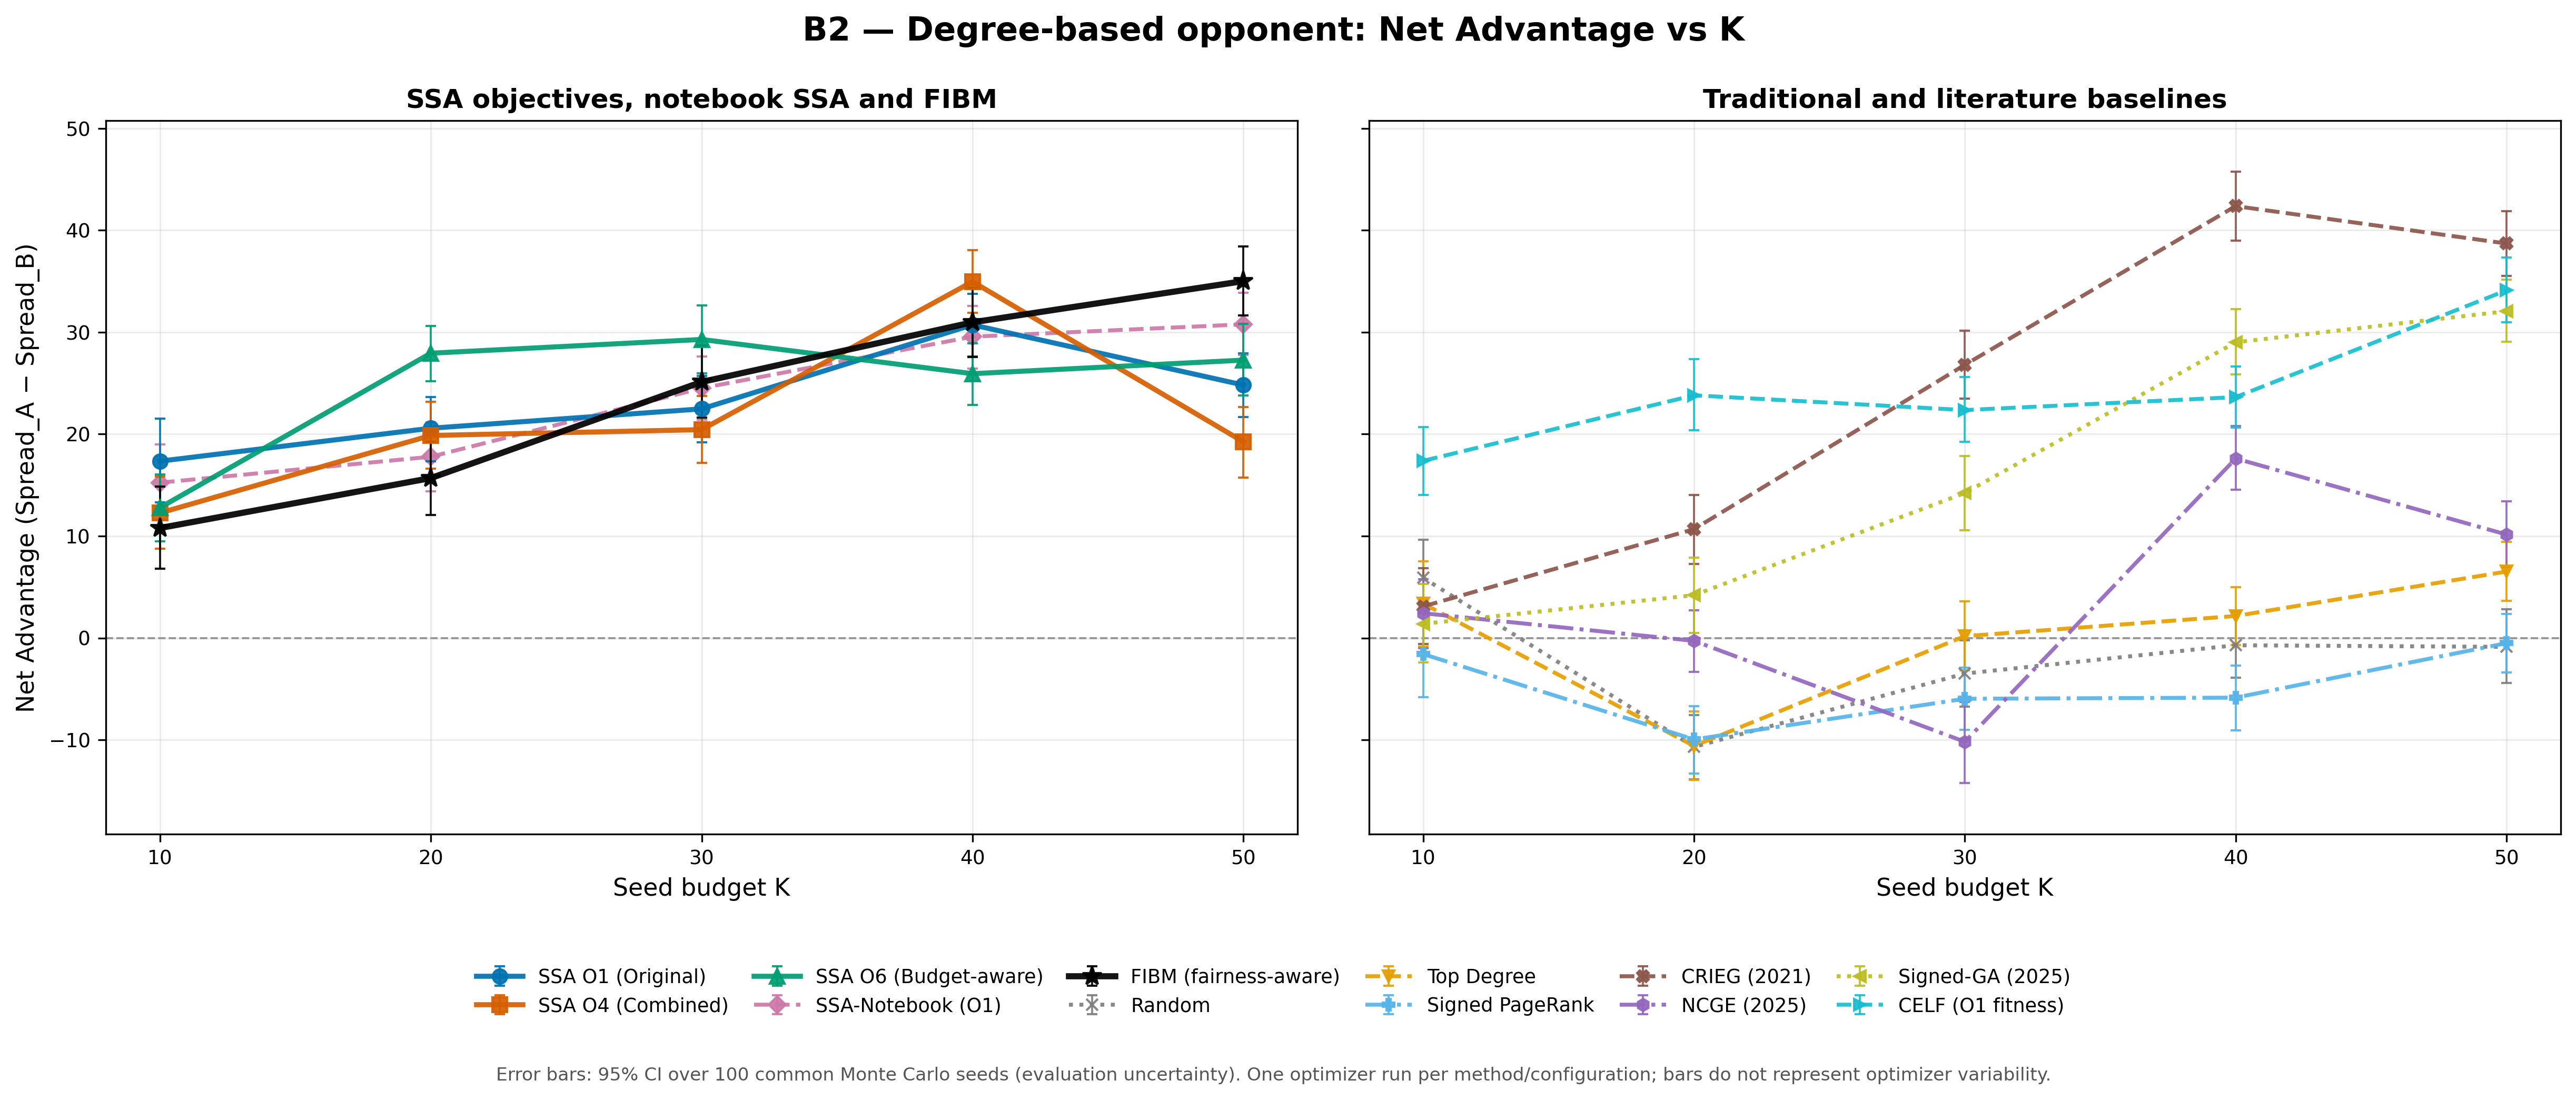 B2 — Degree-based opponent: Net Advantage vs K
SSA objectives, notebook SSA and FIBM
Traditional and literature baselines
Net Advantage (Spread_A − Spread_B)
50
40
30
20
10
0
−10
10 20 30 40 50
10 20 30 40 50
Seed budget K
Seed budget K
SSA O1 (Original)
SSA O4 (Combined)
SSA O6 (Budget-aware)
SSA-Notebook (O1)
FIBM (fairness-aware)
Random
Top Degree
Signed PageRank
CRIEG (2021)
NCGE (2025)
Signed-GA (2025)
CELF (O1 fitness)
Error bars: 95% CI over 100 common Monte Carlo seeds (evaluation uncertainty). One optimizer run per method/configuration; bars do not represent optimizer variability.